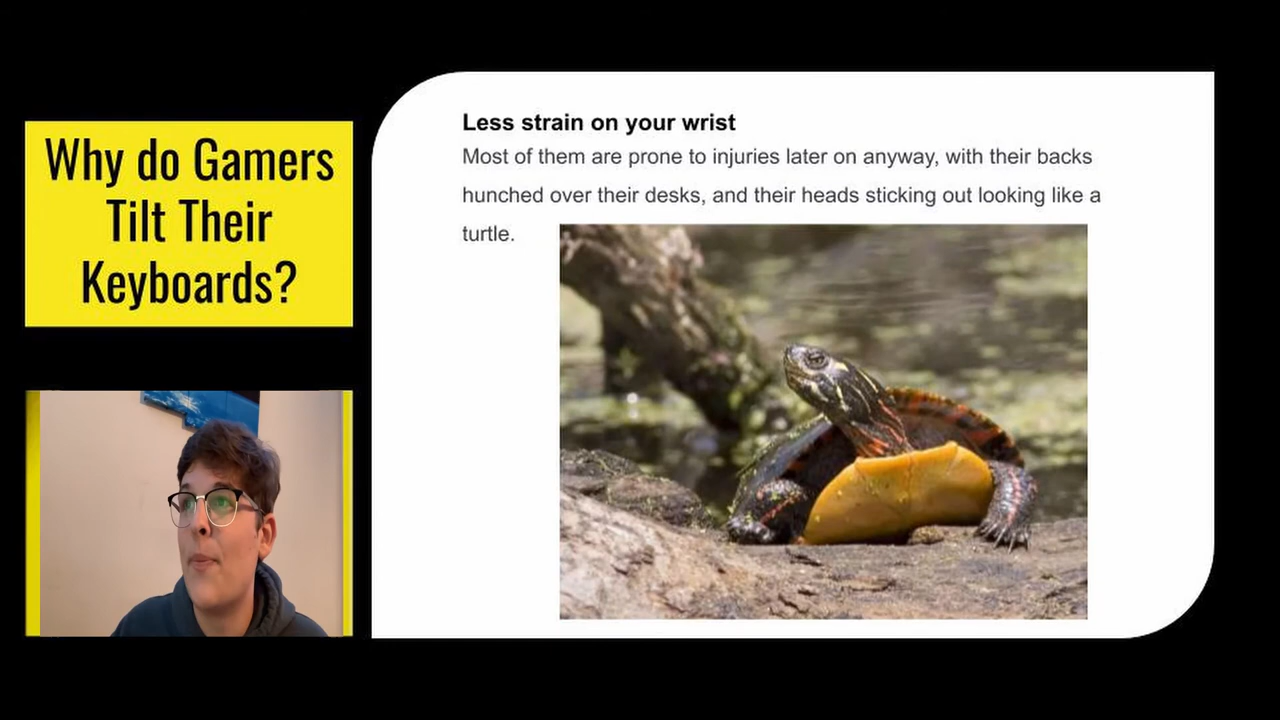 Why do Gamers
Tilt Their
Keyboards?
Less strain on your wrist
Most of them are prone to injuries later on anyway, with their backs
hunched over their desks, and their heads sticking out looking like a
turtle.